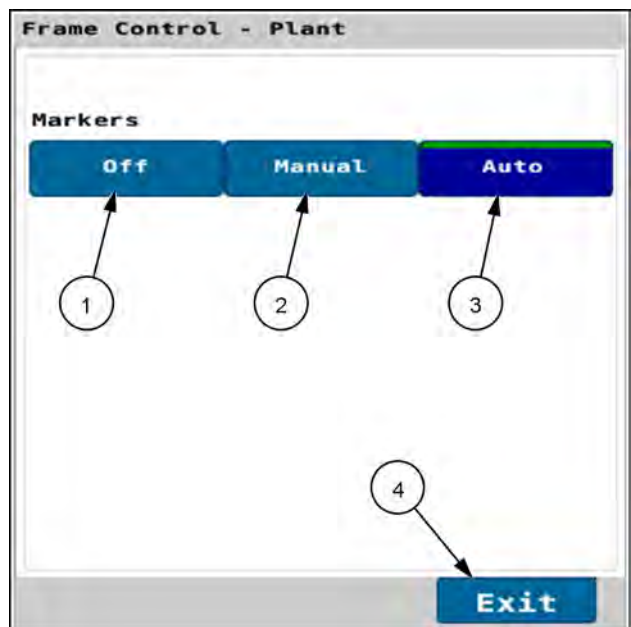 Frame Control - Plant
Markers
Off Manual Auto
1 2 3
4
Exit